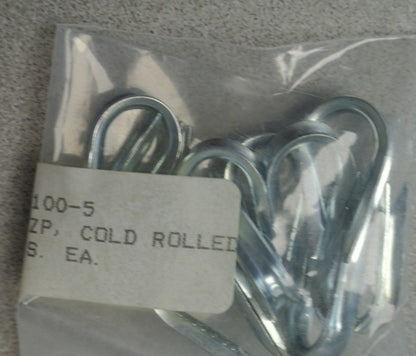 100-5
ZP, COLD ROLLED
S. EA.